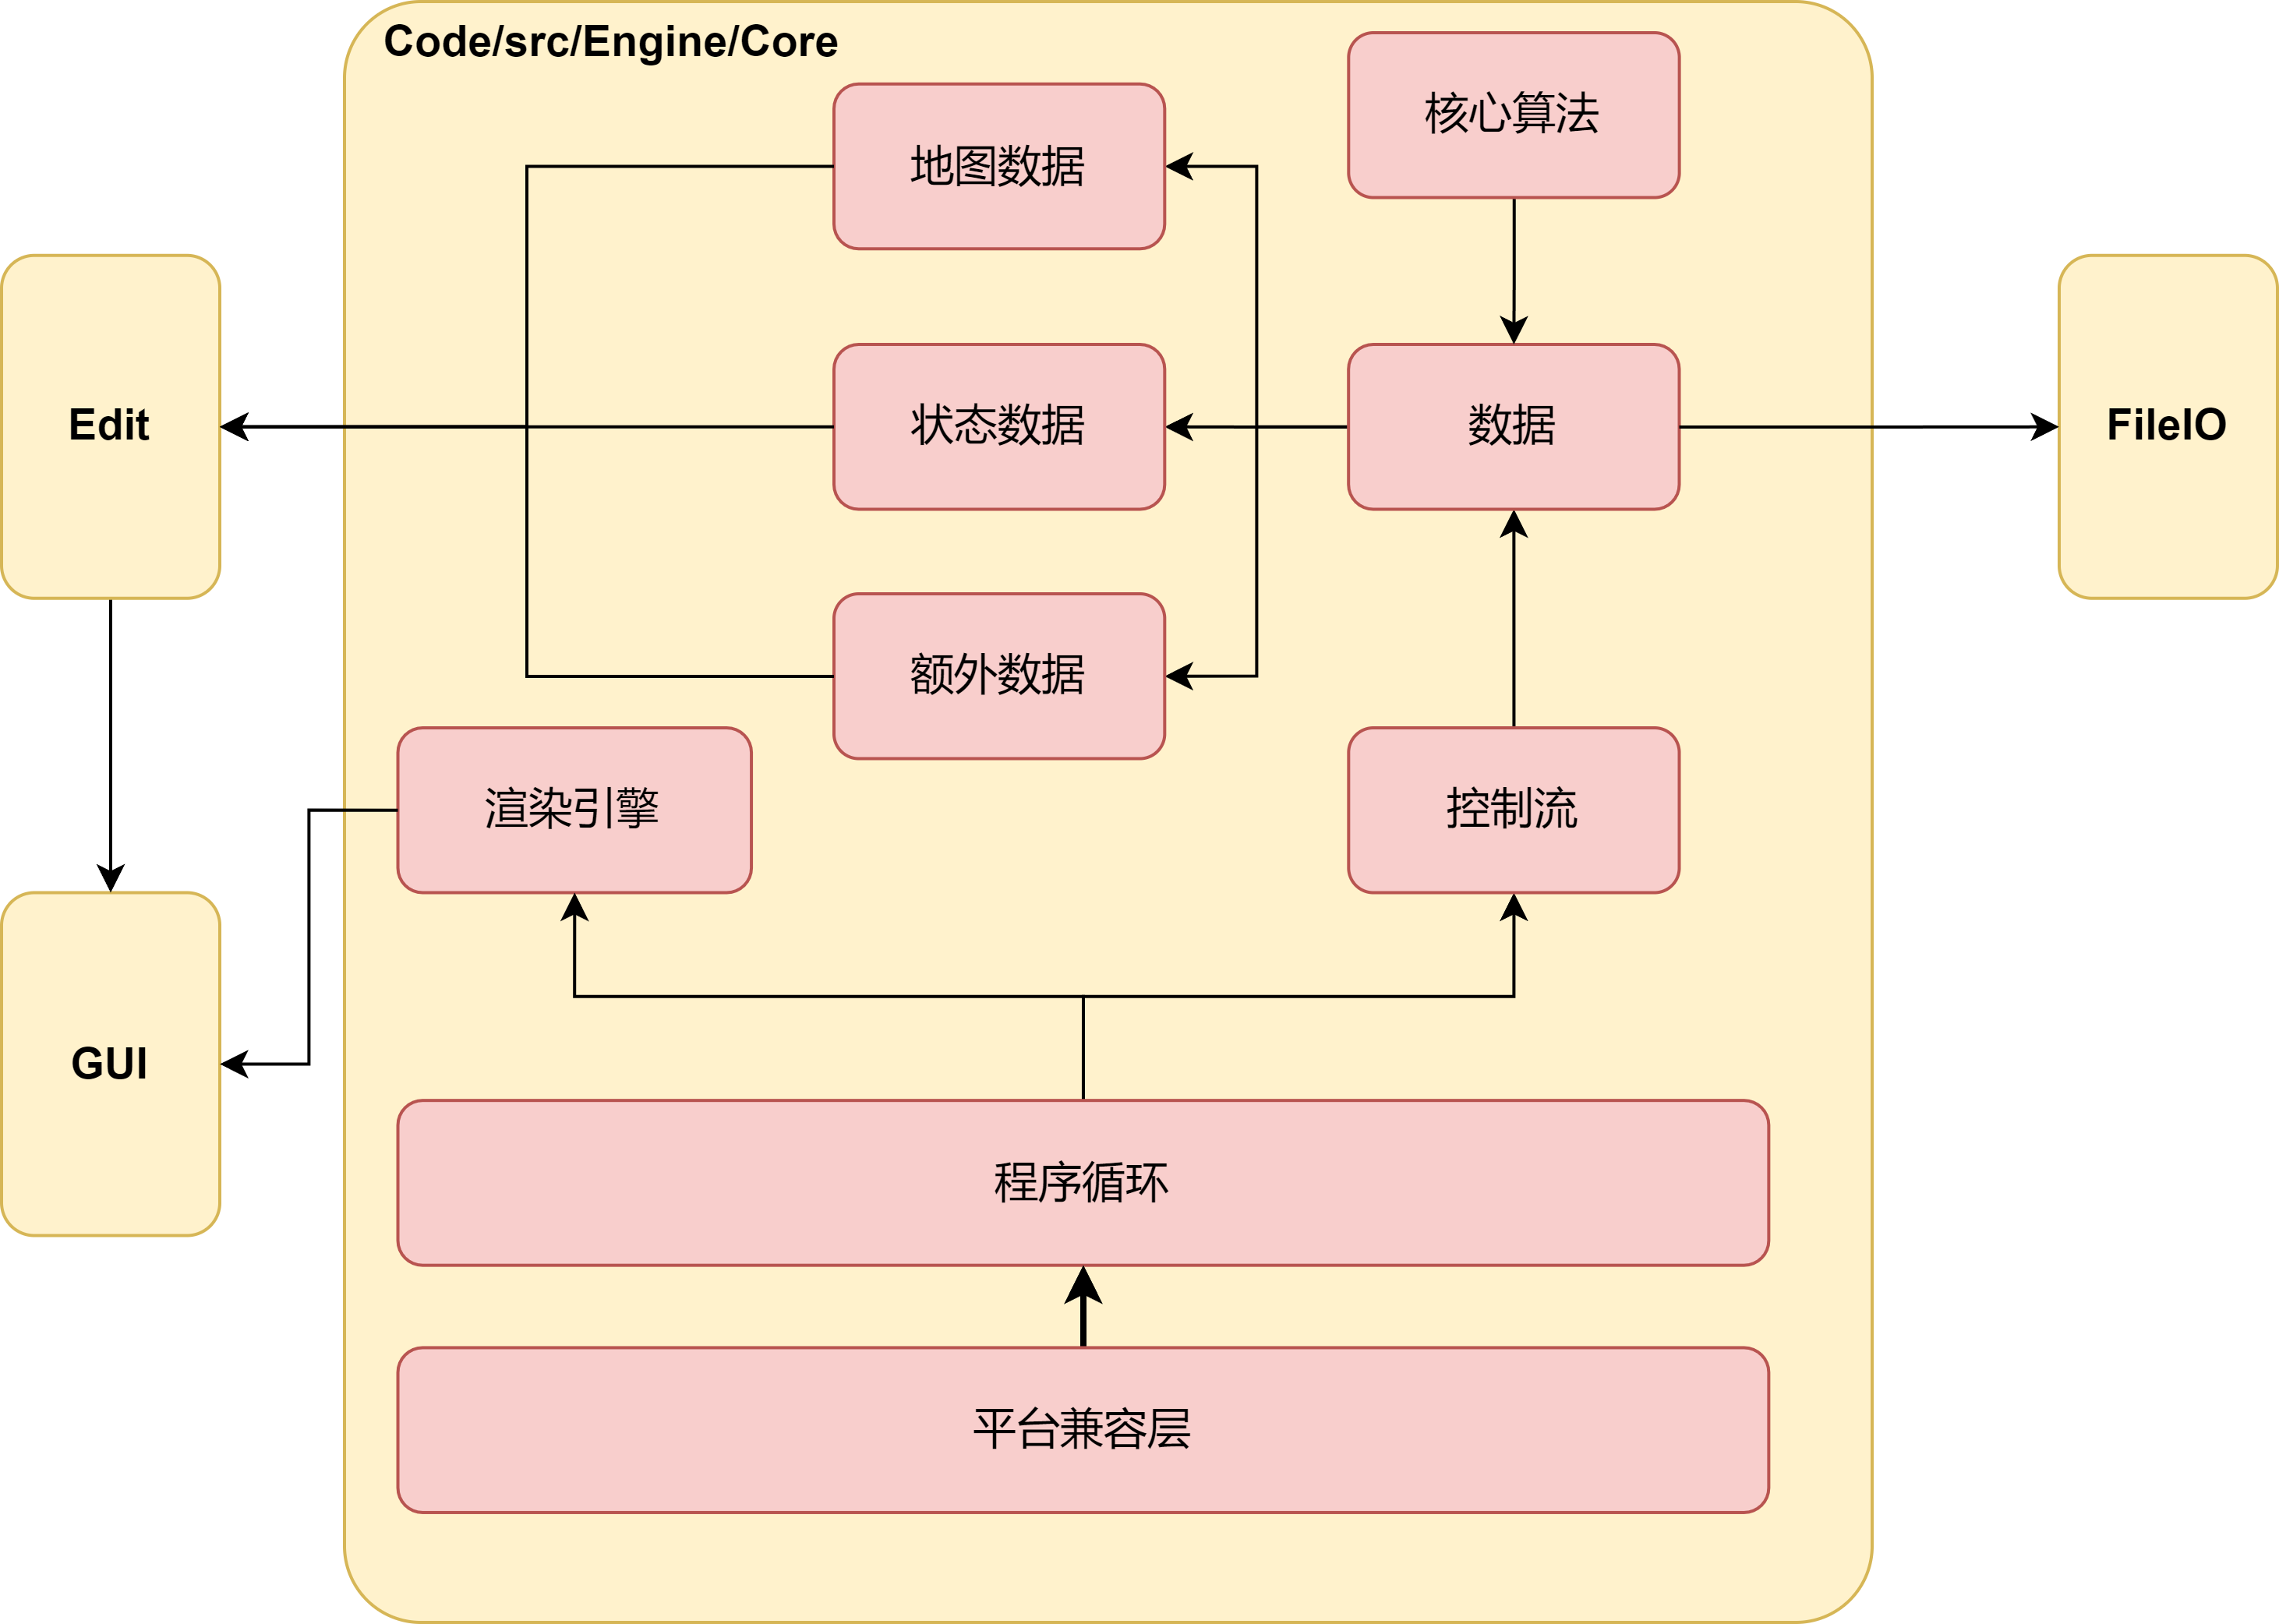 Code/src/Engine/Core
核心算法
地图数据
Edit
状态数据
数据
FileIO
额外数据
渲染引擎
控制流
GUI
程序循环
平台兼容层